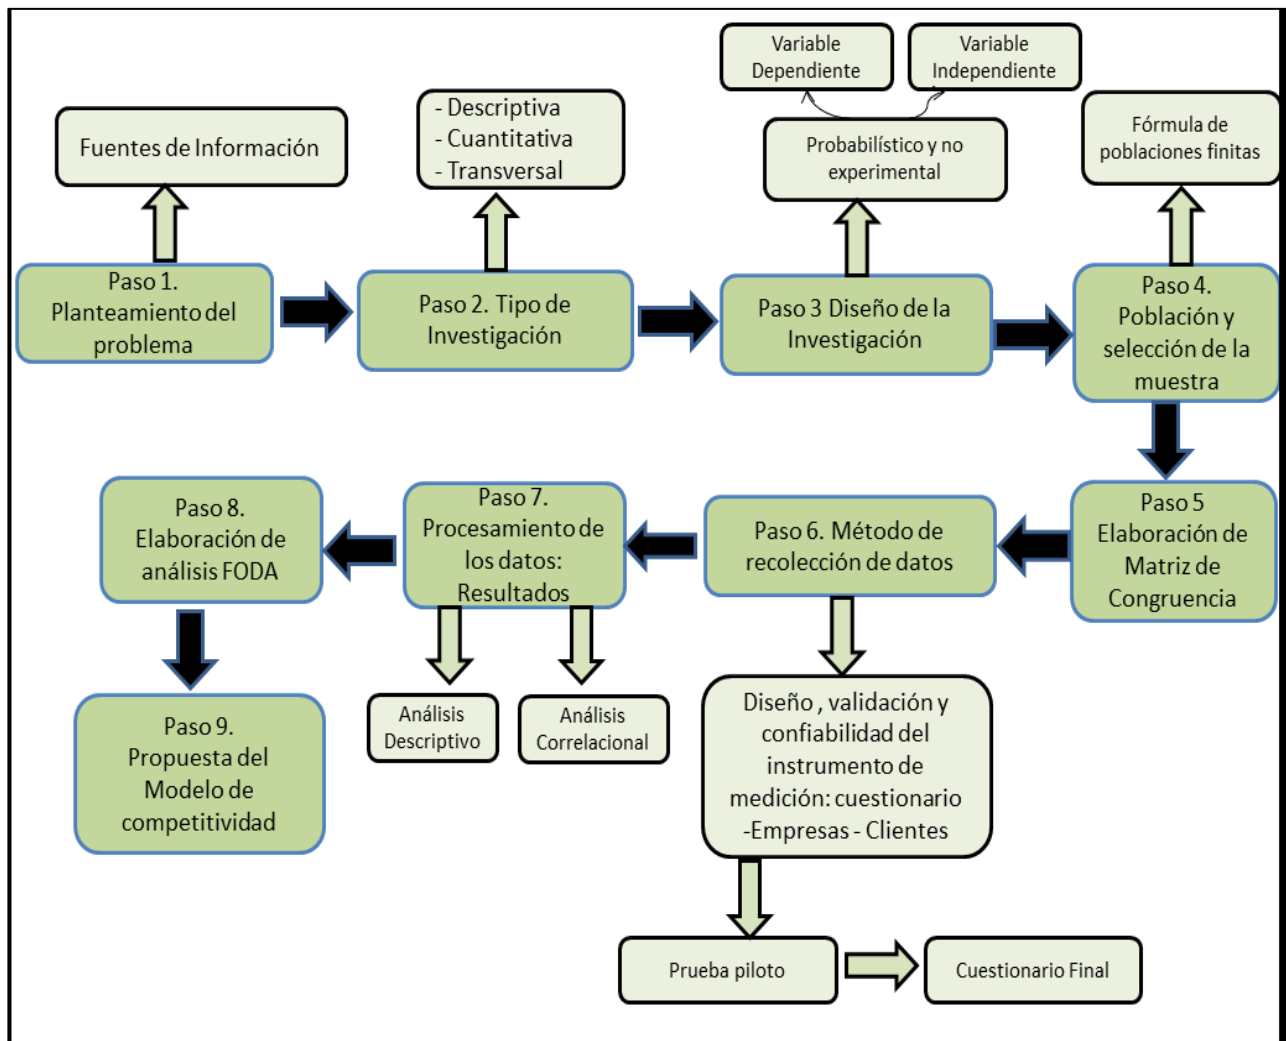 Variable
Dependiente
Variable
Independiente
Fuentes de Información
- Descriptiva
- Cuantitativa
- Transversal
Probabilístico y no
experimental
Fórmula de
poblaciones finitas
Paso 1.
Planteamiento del
problema
Paso 2. Tipo de
Investigación
Paso 3 Diseño de la
Investigación
Paso 4.
Población y
selección de la
muestra
Paso 5
Elaboración de
Matriz de
Congruencia
Paso 6. Método de
recolección de datos
Paso 7.
Procesamiento de
los datos:
Resultados
Paso 8.
Elaboración de
análisis FODA
Paso 9.
Propuesta del
Modelo de
competitividad
Análisis
Descriptivo
Análisis
Correlacional
Diseño , validación y
confiabilidad del
instrumento de
medición: cuestionario
-Empresas - Clientes
Prueba piloto
Cuestionario Final